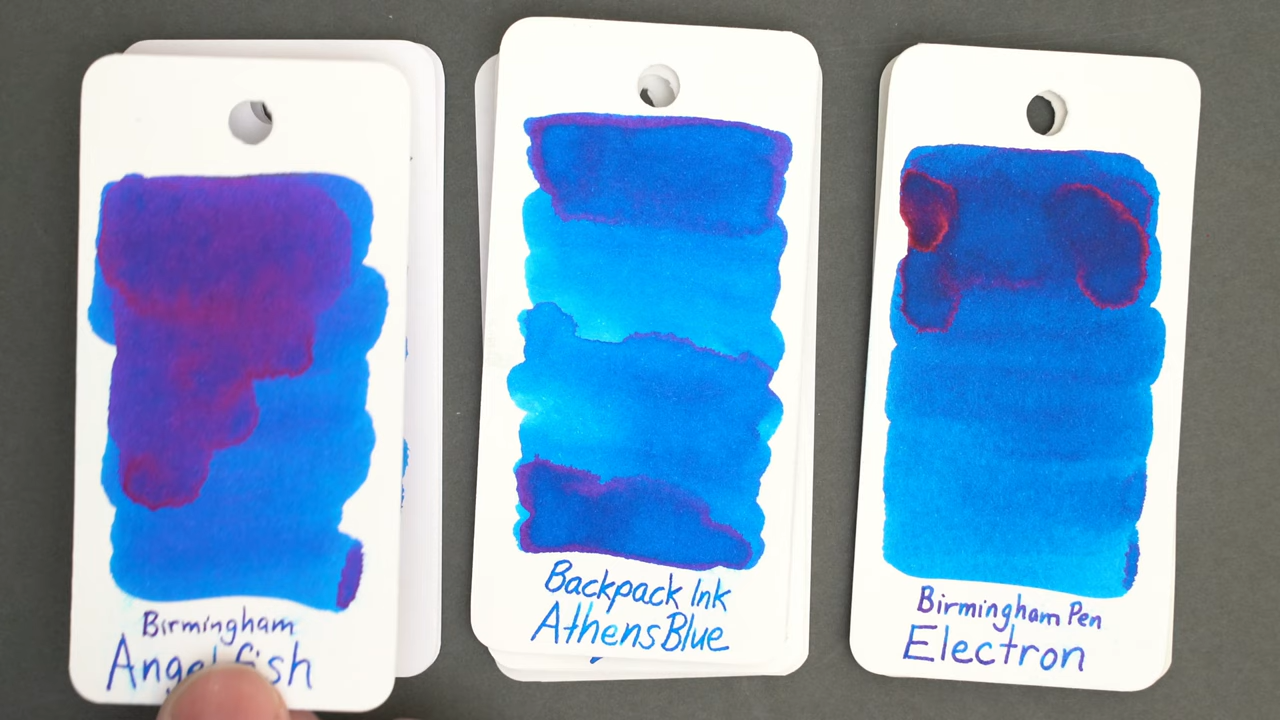 Birmingham
Angelfish
Backpack Ink
Athens Blue
Birmingham Pen
Electron